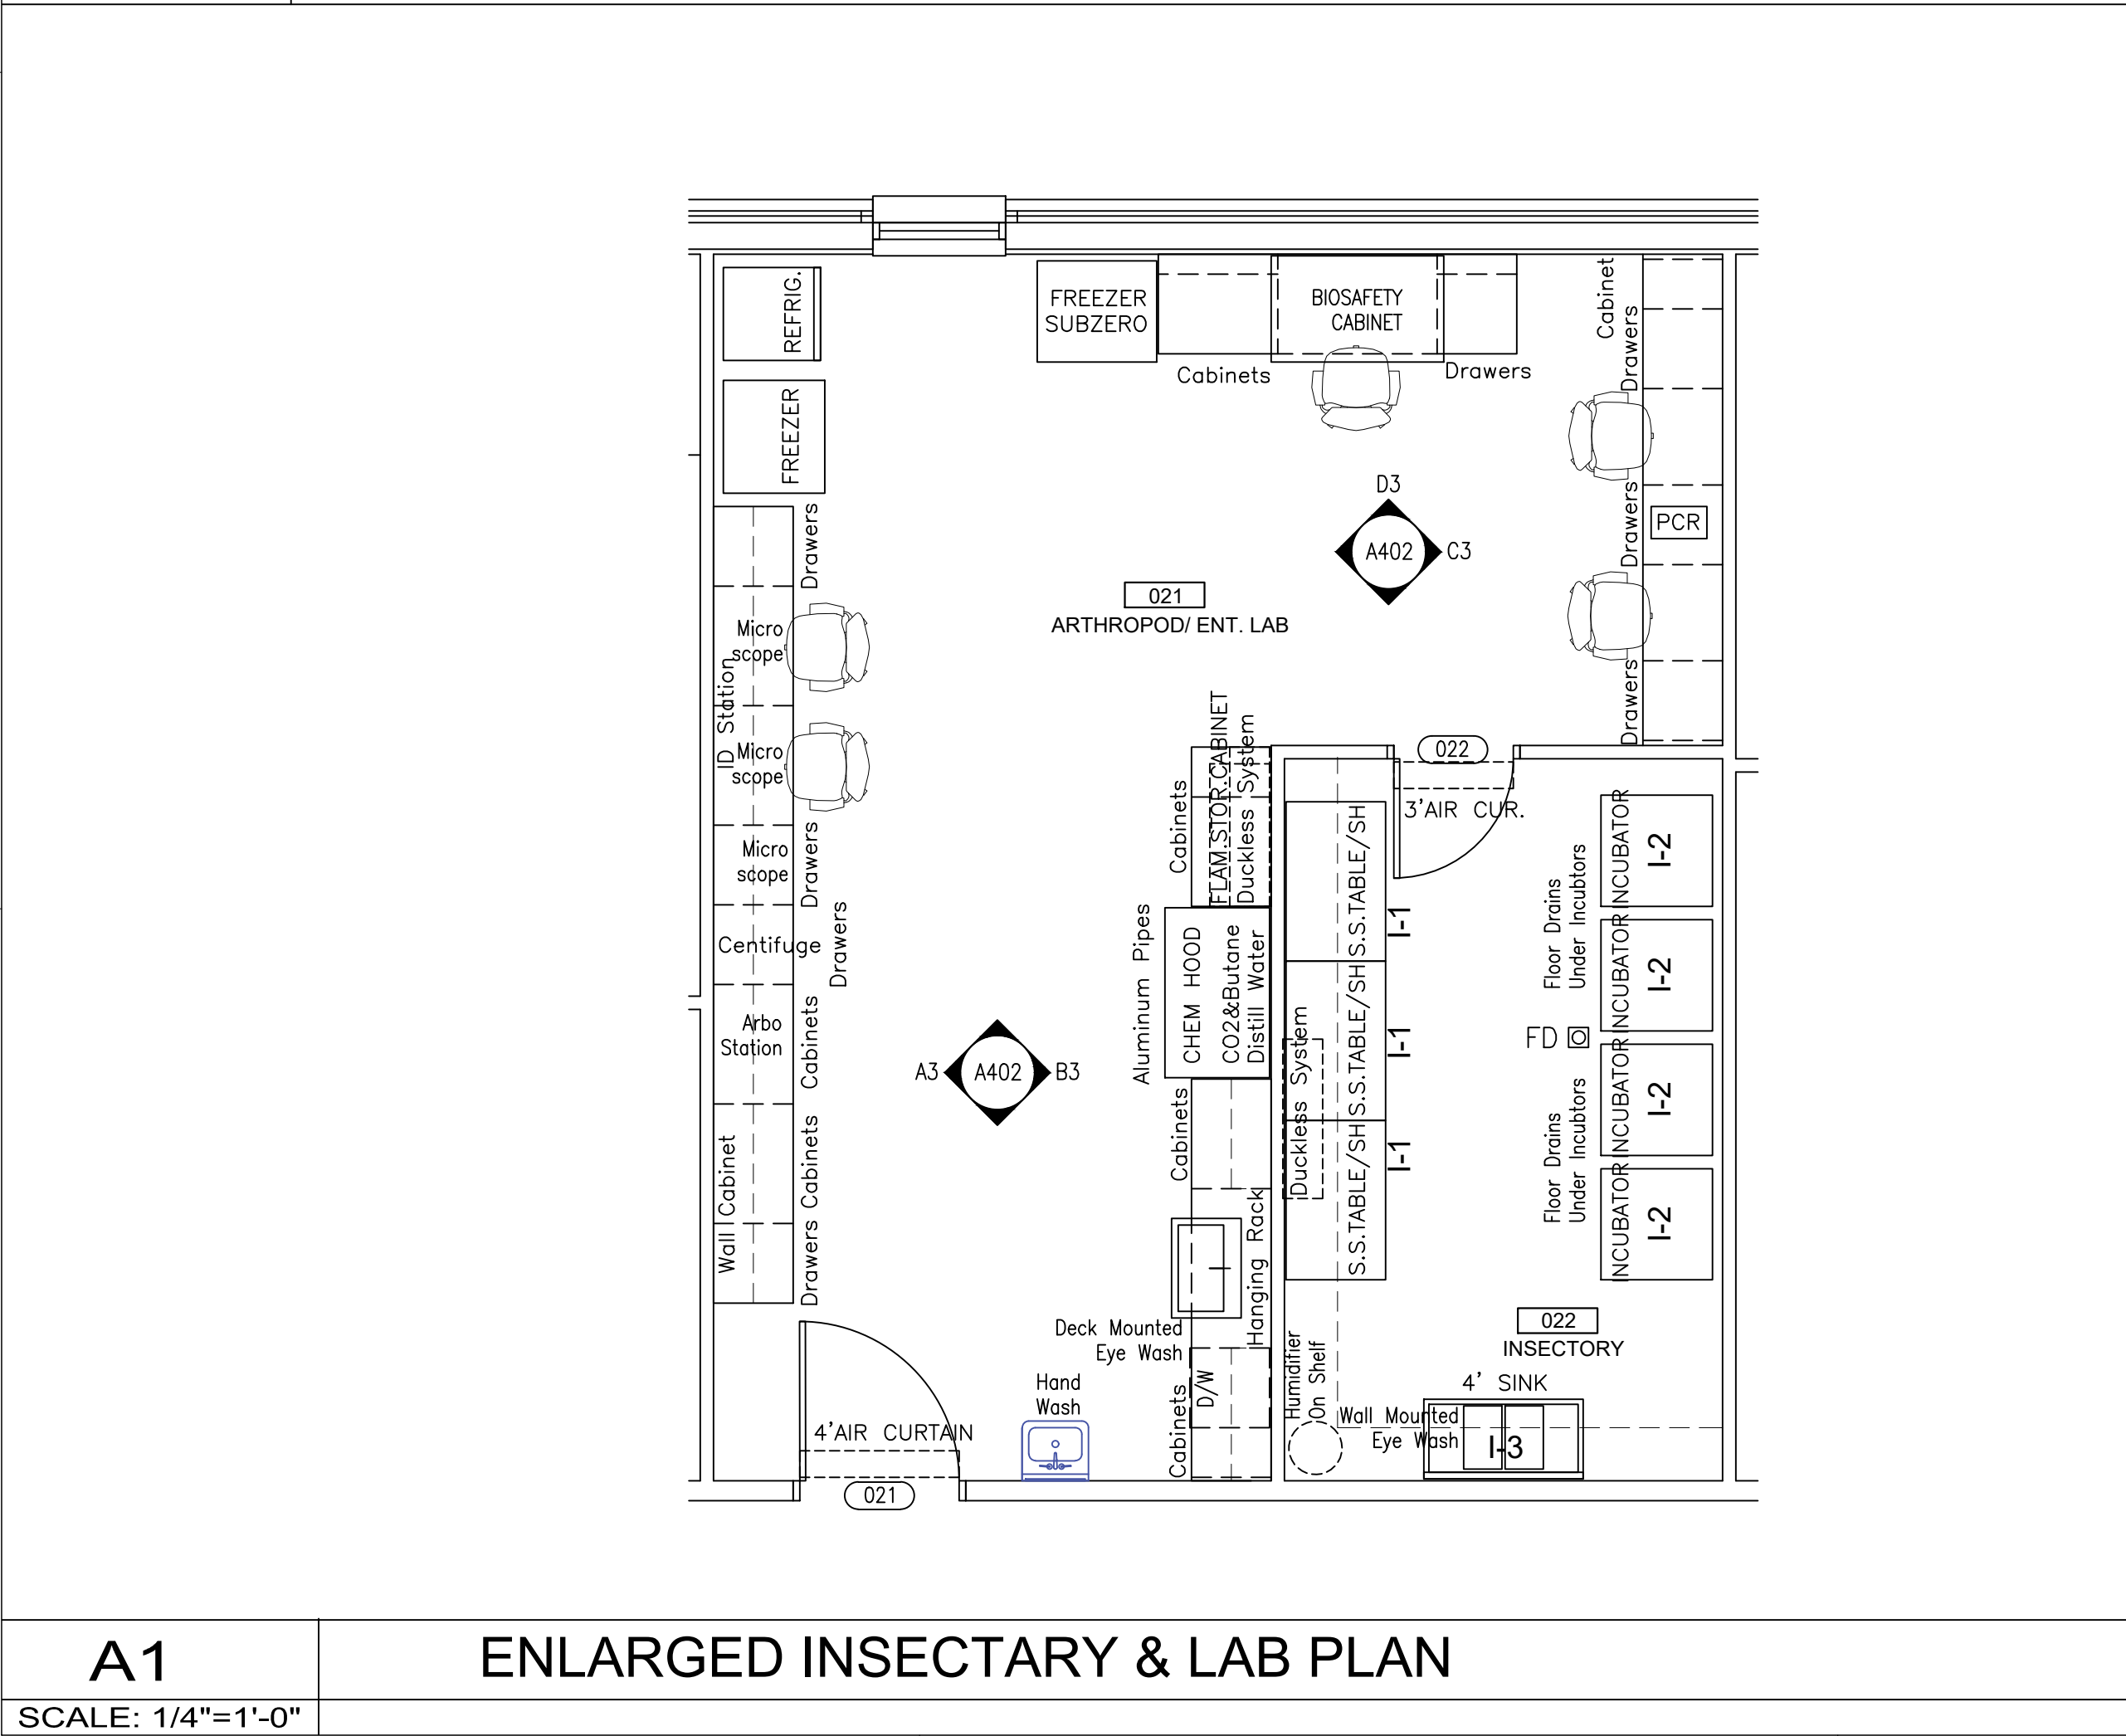 REFRIG.
FREEZER
FREEZER
SUBZERO
BIOSAFETY
CABINET
Cabinets
Drawers
Cabinet
Drawers
Drawers
PCR
Drawers
D3
A402
C3
021
ARTHROPOD/ ENT. LAB
Drawers
Micro
scope
ID Station
Micro
scope
Micro
scope
Drawers
Centifuge
Drawers
Arbo
Station
Cabinets
Wall Cabinet
Cabinets
Drawers
A3
A402
B3
Cabinets
FLAM.STOR.CABINET
Duckless System
Aluminum Pipes
CHEM HOOD
CO2&Butane
Distill Water
Cabinets
Hanging Rack
Deck Mounted
Eye Wash
Hand
Wash
D/W
Cabinets
4'AIR CURTAIN
021
022
3'AIR CUR.
S.S.TABLE/SH
I-1
S.S.TABLE/SH
I-1
S.S.TABLE/SH
I-1
Duckless System
INCUBATOR
I-2
INCUBATOR
I-2
INCUBATOR
I-2
INCUBATOR
I-2
Floor Drains
Under Incubtors
FD
Floor Drains
Under Incubtors
022
INSECTORY
4' SINK
Humidifier
On Shelf
Wall Mounted
Eye Wash
I-3
A1
ENLARGED INSECTARY & LAB PLAN
SCALE: 1/4"=1'-0"